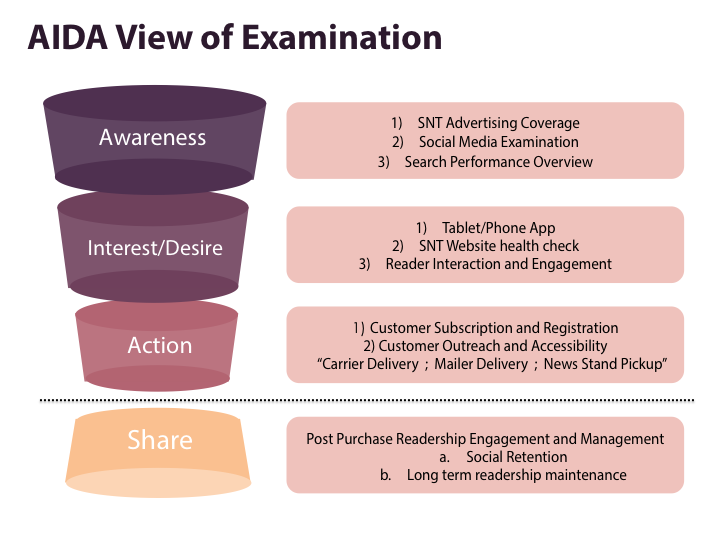 AIDA View of Examination
Awareness
1) SNT Advertising Coverage
2) Social Media Examination
3) Search Performance Overview
Interest/Desire
1) Tablet/Phone App
2) SNT Website health check
3) Reader Interaction and Engagement
Action
1) Customer Subscription and Registration
2) Customer Outreach and Accessibility
“Carrier Delivery ; Mailer Delivery ; News Stand Pickup”
Share
Post Purchase Readership Engagement and Management
a. Social Retention
b. Long term readership maintenance